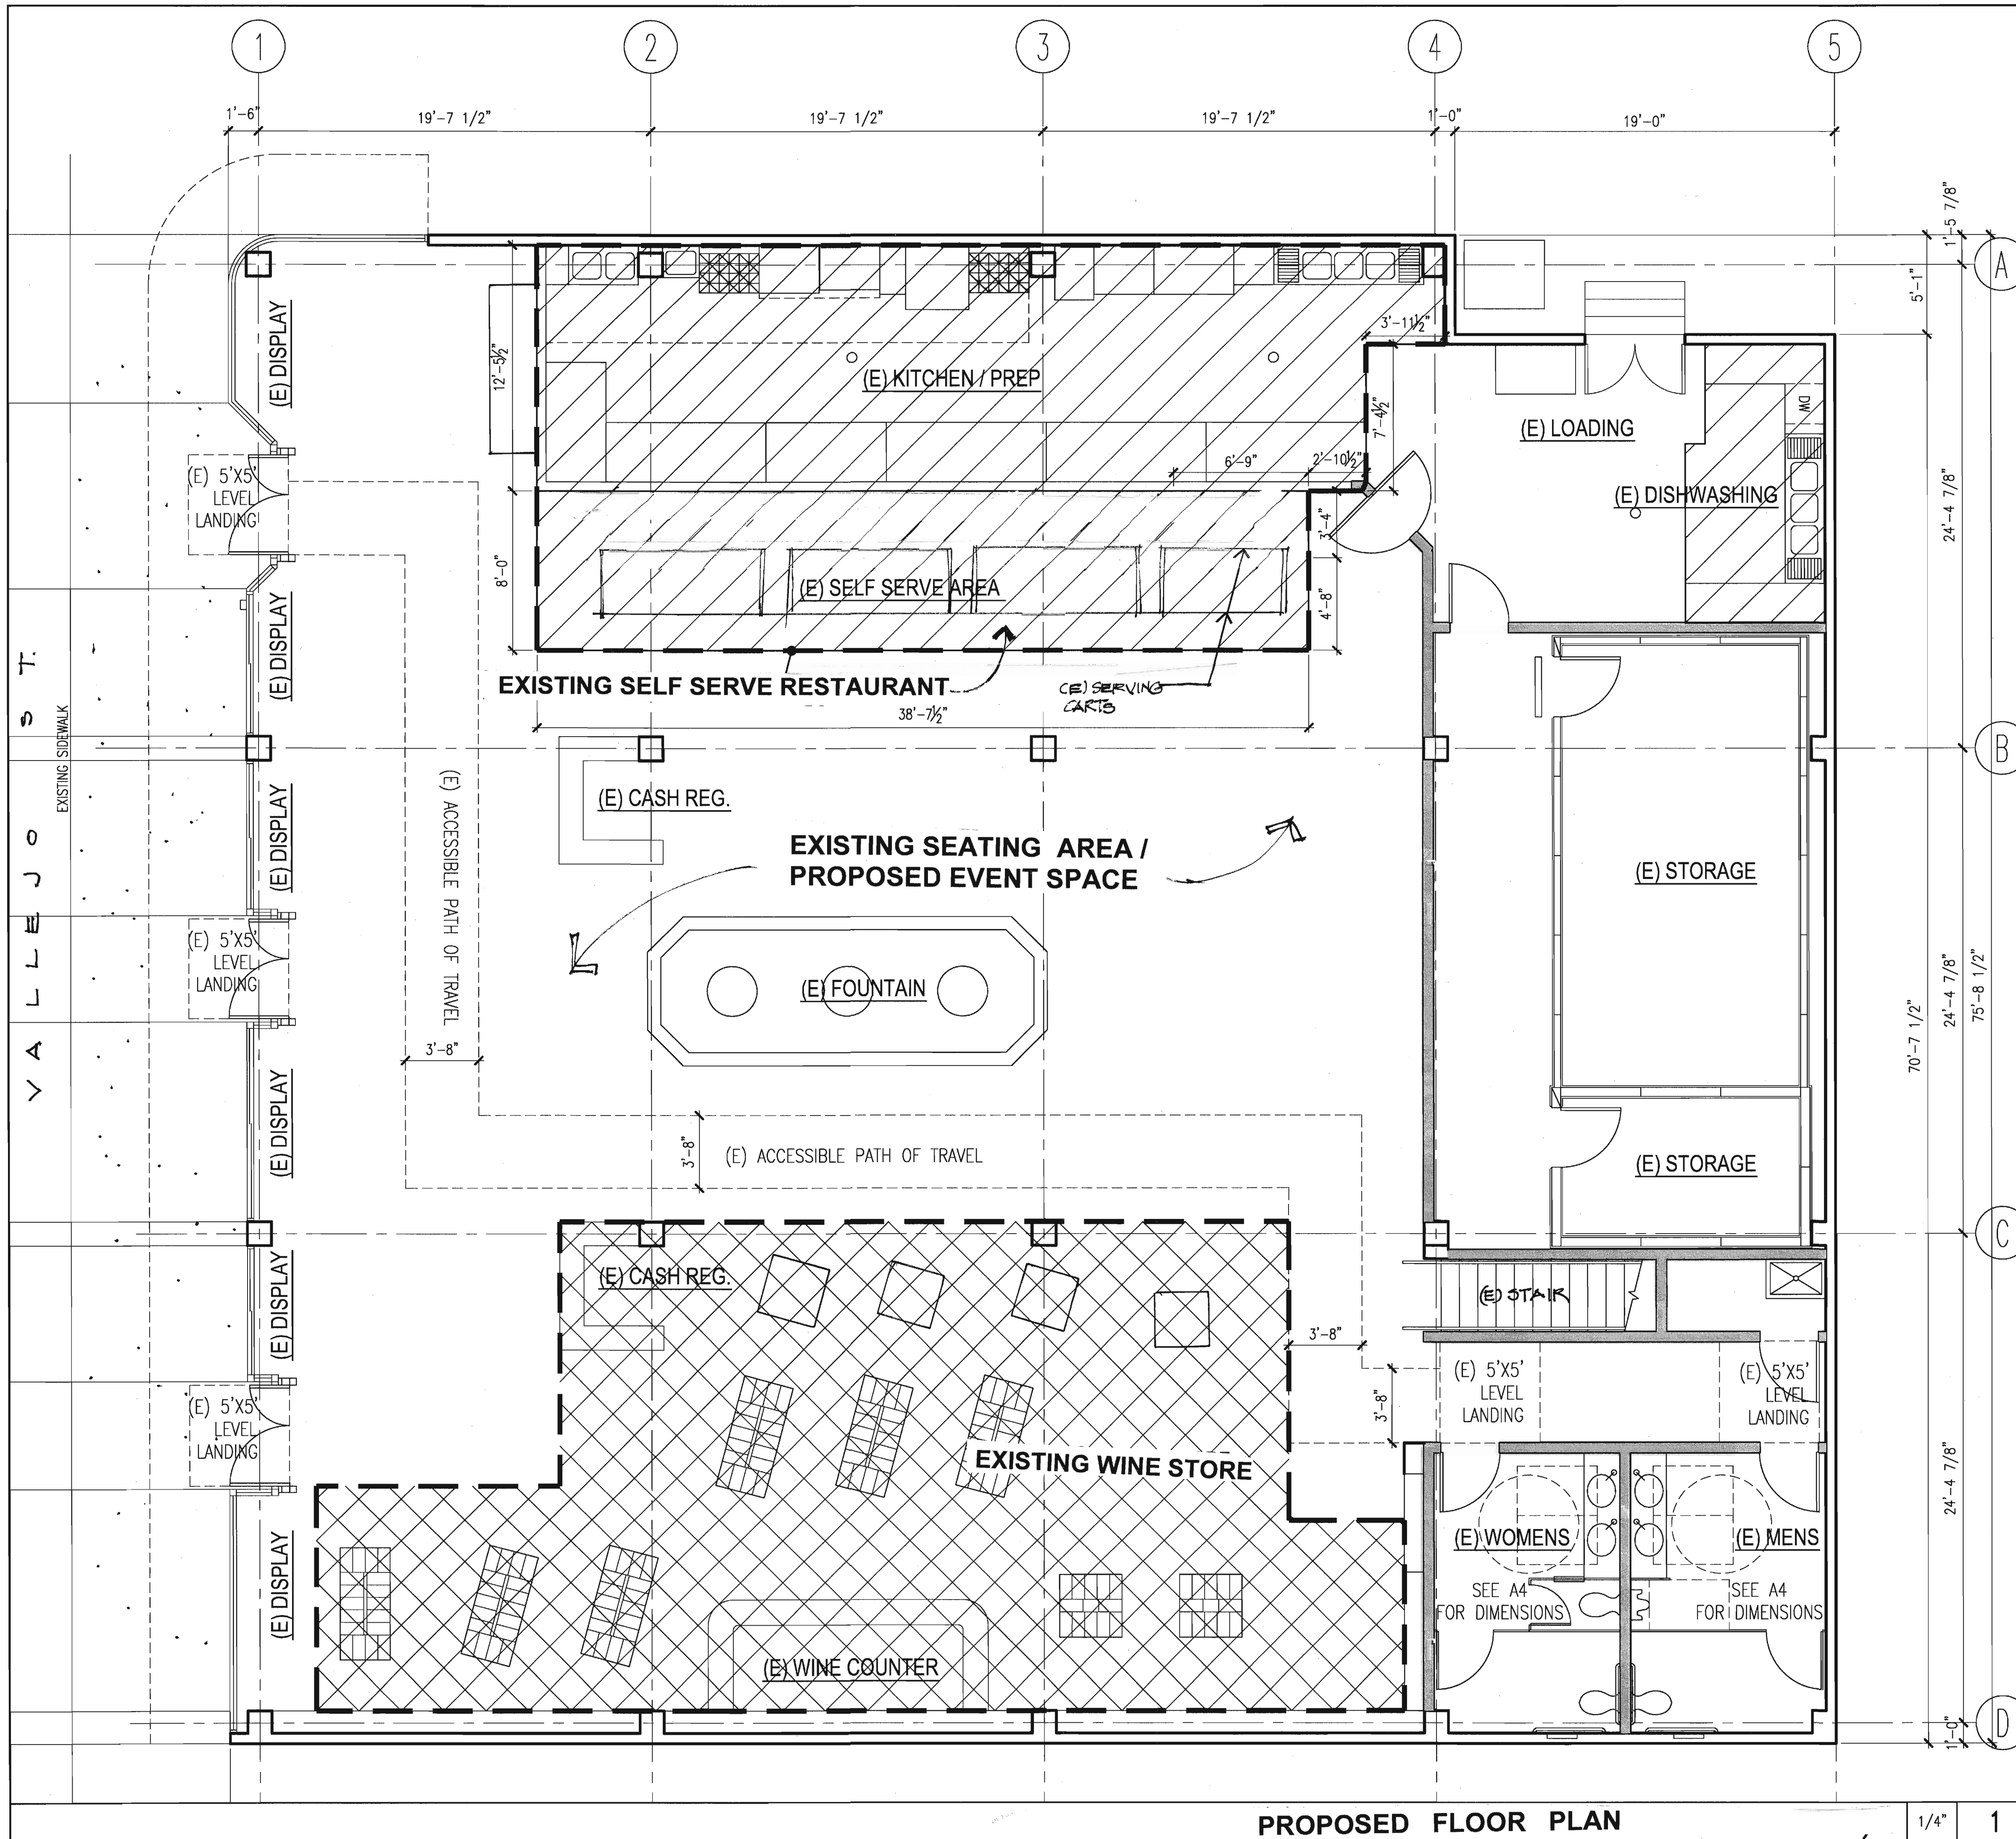 1
2
3
4
5
1'-6"
19'-7 1/2"
19'-7 1/2"
19'-7 1/2"
1'-0"
19'-0"
1'-5 7/8"
A
5'-1"
(E) DISPLAY
12'-5½"
3'-11½"
(E) KITCHEN / PREP
7'-4½"
DW
(E) LOADING
6'-9"
2'-10½"
(E) 5'X5'
LEVEL
LANDING
(E) DISHWASHING
24'-4 7/8"
3'-4"
8'-0"
(E) SELF SERVE AREA
4'-8"
(E) DISPLAY
EXISTING SELF SERVE RESTAURANT
(E) SERVING
CARTS
38'-7½"
VALLEJO ST.
EXISTING SIDEWALK
B
(E) DISPLAY
(E) CASH REG.
(E) ACCESSIBLE PATH OF TRAVEL
EXISTING SEATING AREA /
PROPOSED EVENT SPACE
(E) STORAGE
(E) 5'X5'
LEVEL
LANDING
(E) FOUNTAIN
70'-7 1/2"
24'-4 7/8"
75'-8 1/2"
3'-8"
(E) DISPLAY
3'-8"
(E) ACCESSIBLE PATH OF TRAVEL
(E) STORAGE
C
(E) DISPLAY
(E) CASH REG.
(E) STAIR
3'-8"
(E) 5'X5'
LEVEL
LANDING
3'-8"
(E) 5'X5'
LEVEL
LANDING
(E) 5'X5'
LEVEL
LANDING
EXISTING WINE STORE
24'-4 7/8"
(E) DISPLAY
(E) WOMENS
(E) MENS
SEE A4
FOR DIMENSIONS
SEE A4
FOR DIMENSIONS
(E) WINE COUNTER
1'-0"
D
PROPOSED FLOOR PLAN
1/4"
1